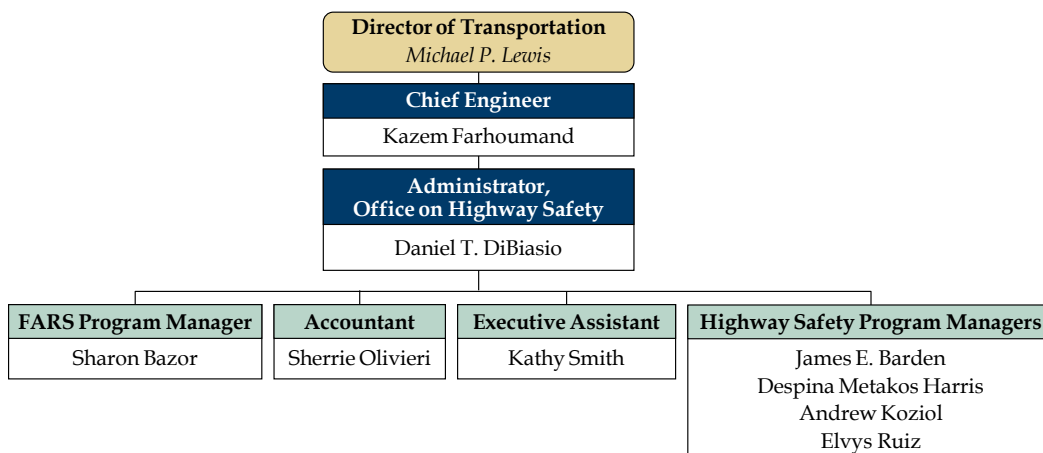 Director of Transportation
Michael P. Lewis
Chief Engineer
Kazem Farhoumand
Administrator,
Office on Highway Safety
Daniel T. DiBiasio
FARS Program Manager
Sharon Bazor
Accountant
Sherrie Olivieri
Executive Assistant
Kathy Smith
Highway Safety Program Managers
James E. Barden
Despina Metakos Harris
Andrew Koziol
Elvys Ruiz